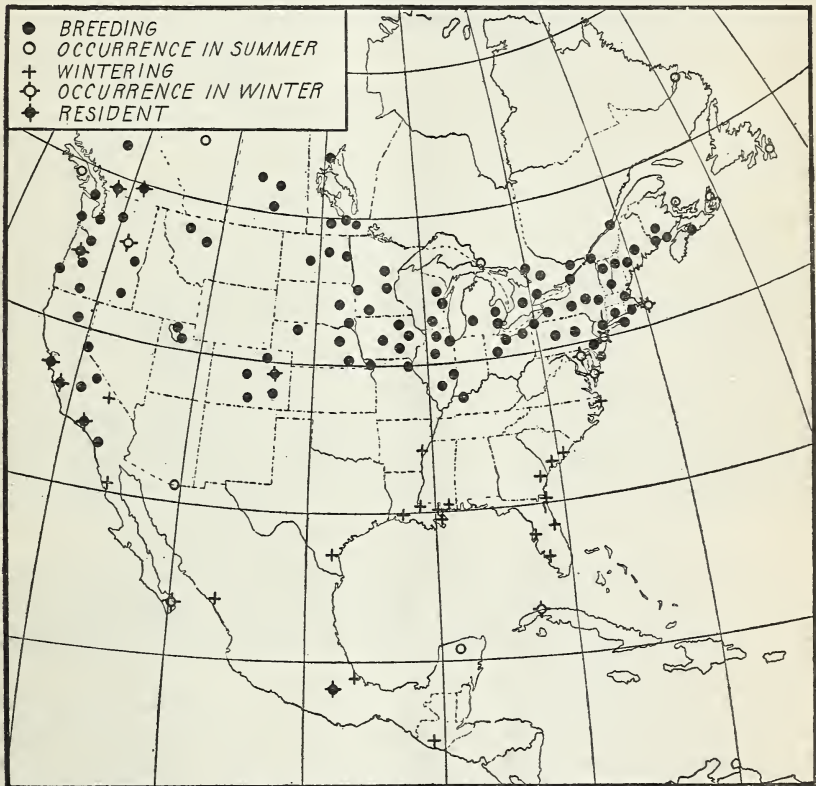 BREEDING
OCCURRENCE IN SUMMER
WINTERING
OCCURRENCE IN WINTER
RESIDENT